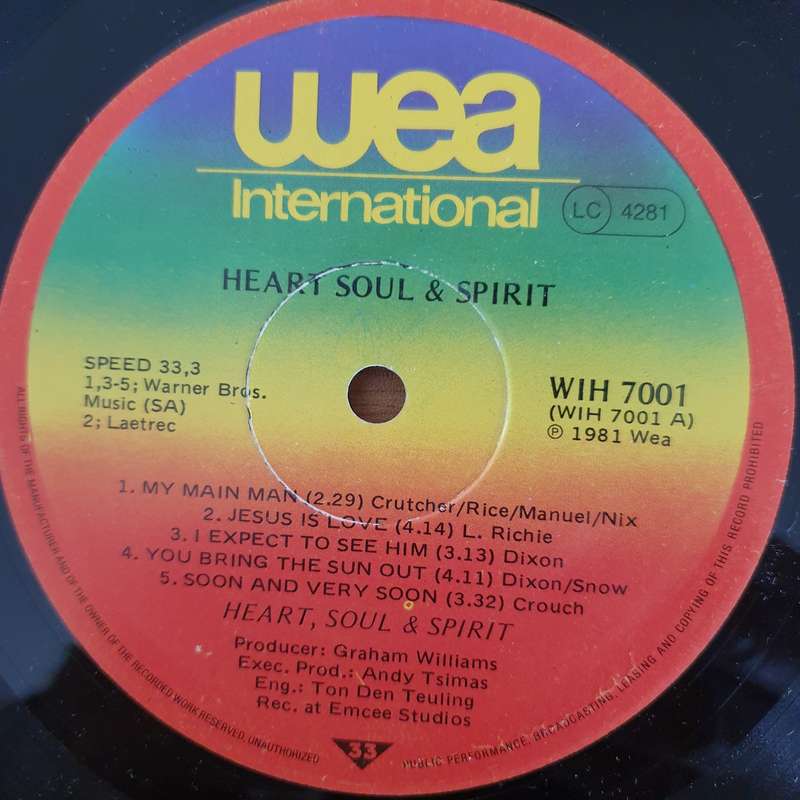 wea
International
LC 4281
HEART SOUL & SPIRIT
SPEED 33,3
1,3-5; Warner Bros.
Music (SA)
2; Laetrec
WIH 7001
(WIH 7001 A)
℗ 1981 Wea
1. MY MAIN MAN (2.29) Crutcher/Rice/Manuel/Nix
2. JESUS IS LOVE (4.14) L. Richie
3. I EXPECT TO SEE HIM (3.13) Dixon
4. YOU BRING THE SUN OUT (4.11) Dixon/Snow
5. SOON AND VERY SOON (3.32) Crouch
HEART, SOUL & SPIRIT
Producer: Graham Williams
Exec. Prod.: Andy Tsimas
Eng.: Ton Den Teuling
Rec. at Emcee Studios
33
ALL RIGHTS OF THE MANUFACTURER AND OF THE OWNER OF THE RECORDED WORK RESERVED. UNAUTHORIZED PUBLIC PERFORMANCE, BROADCASTING, LEASING AND COPYING OF THIS RECORD PROHIBITED